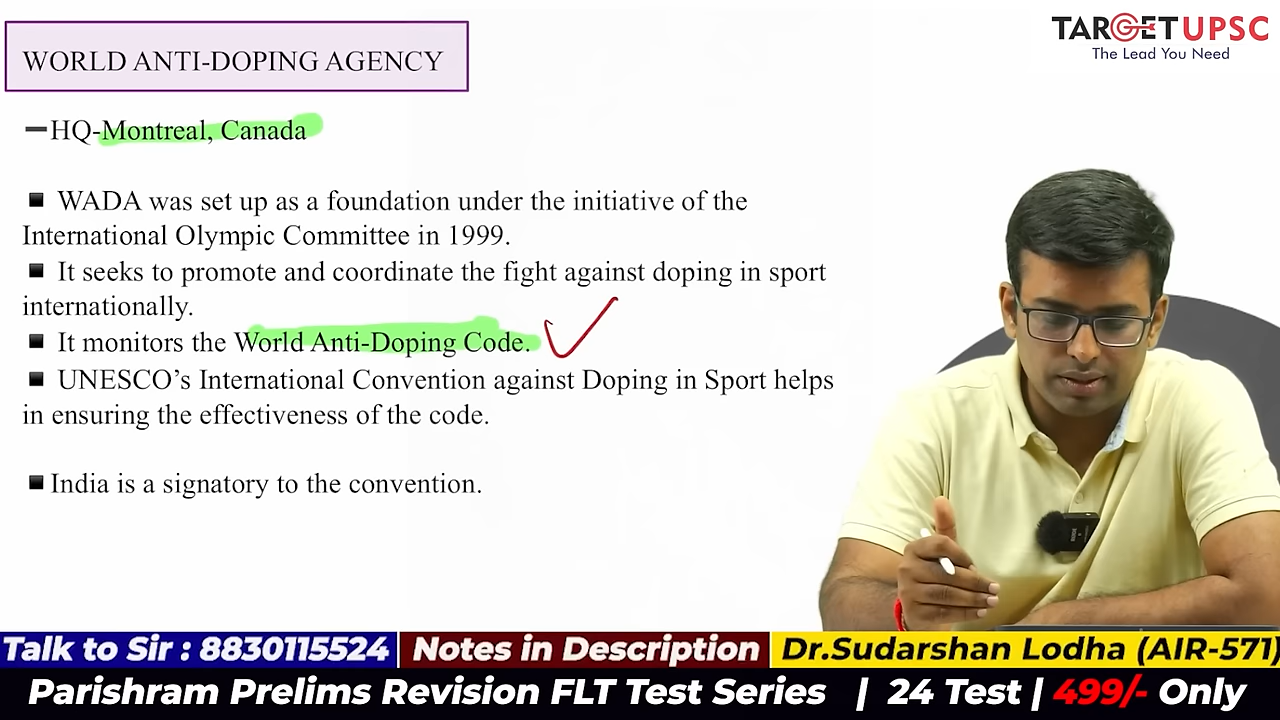 WORLD ANTI-DOPING AGENCY
TARGET UPSC
The Lead You Need
HQ-Montreal, Canada
WADA was set up as a foundation under the initiative of the
International Olympic Committee in 1999.
It seeks to promote and coordinate the fight against doping in sport
internationally.
It monitors the World Anti-Doping Code.
UNESCO’s International Convention against Doping in Sport helps
in ensuring the effectiveness of the code.
India is a signatory to the convention.
Talk to Sir : 8830115524
Notes in Description
Dr.Sudarshan Lodha (AIR-571)
Parishram Prelims Revision FLT Test Series | 24 Test | 499/- Only